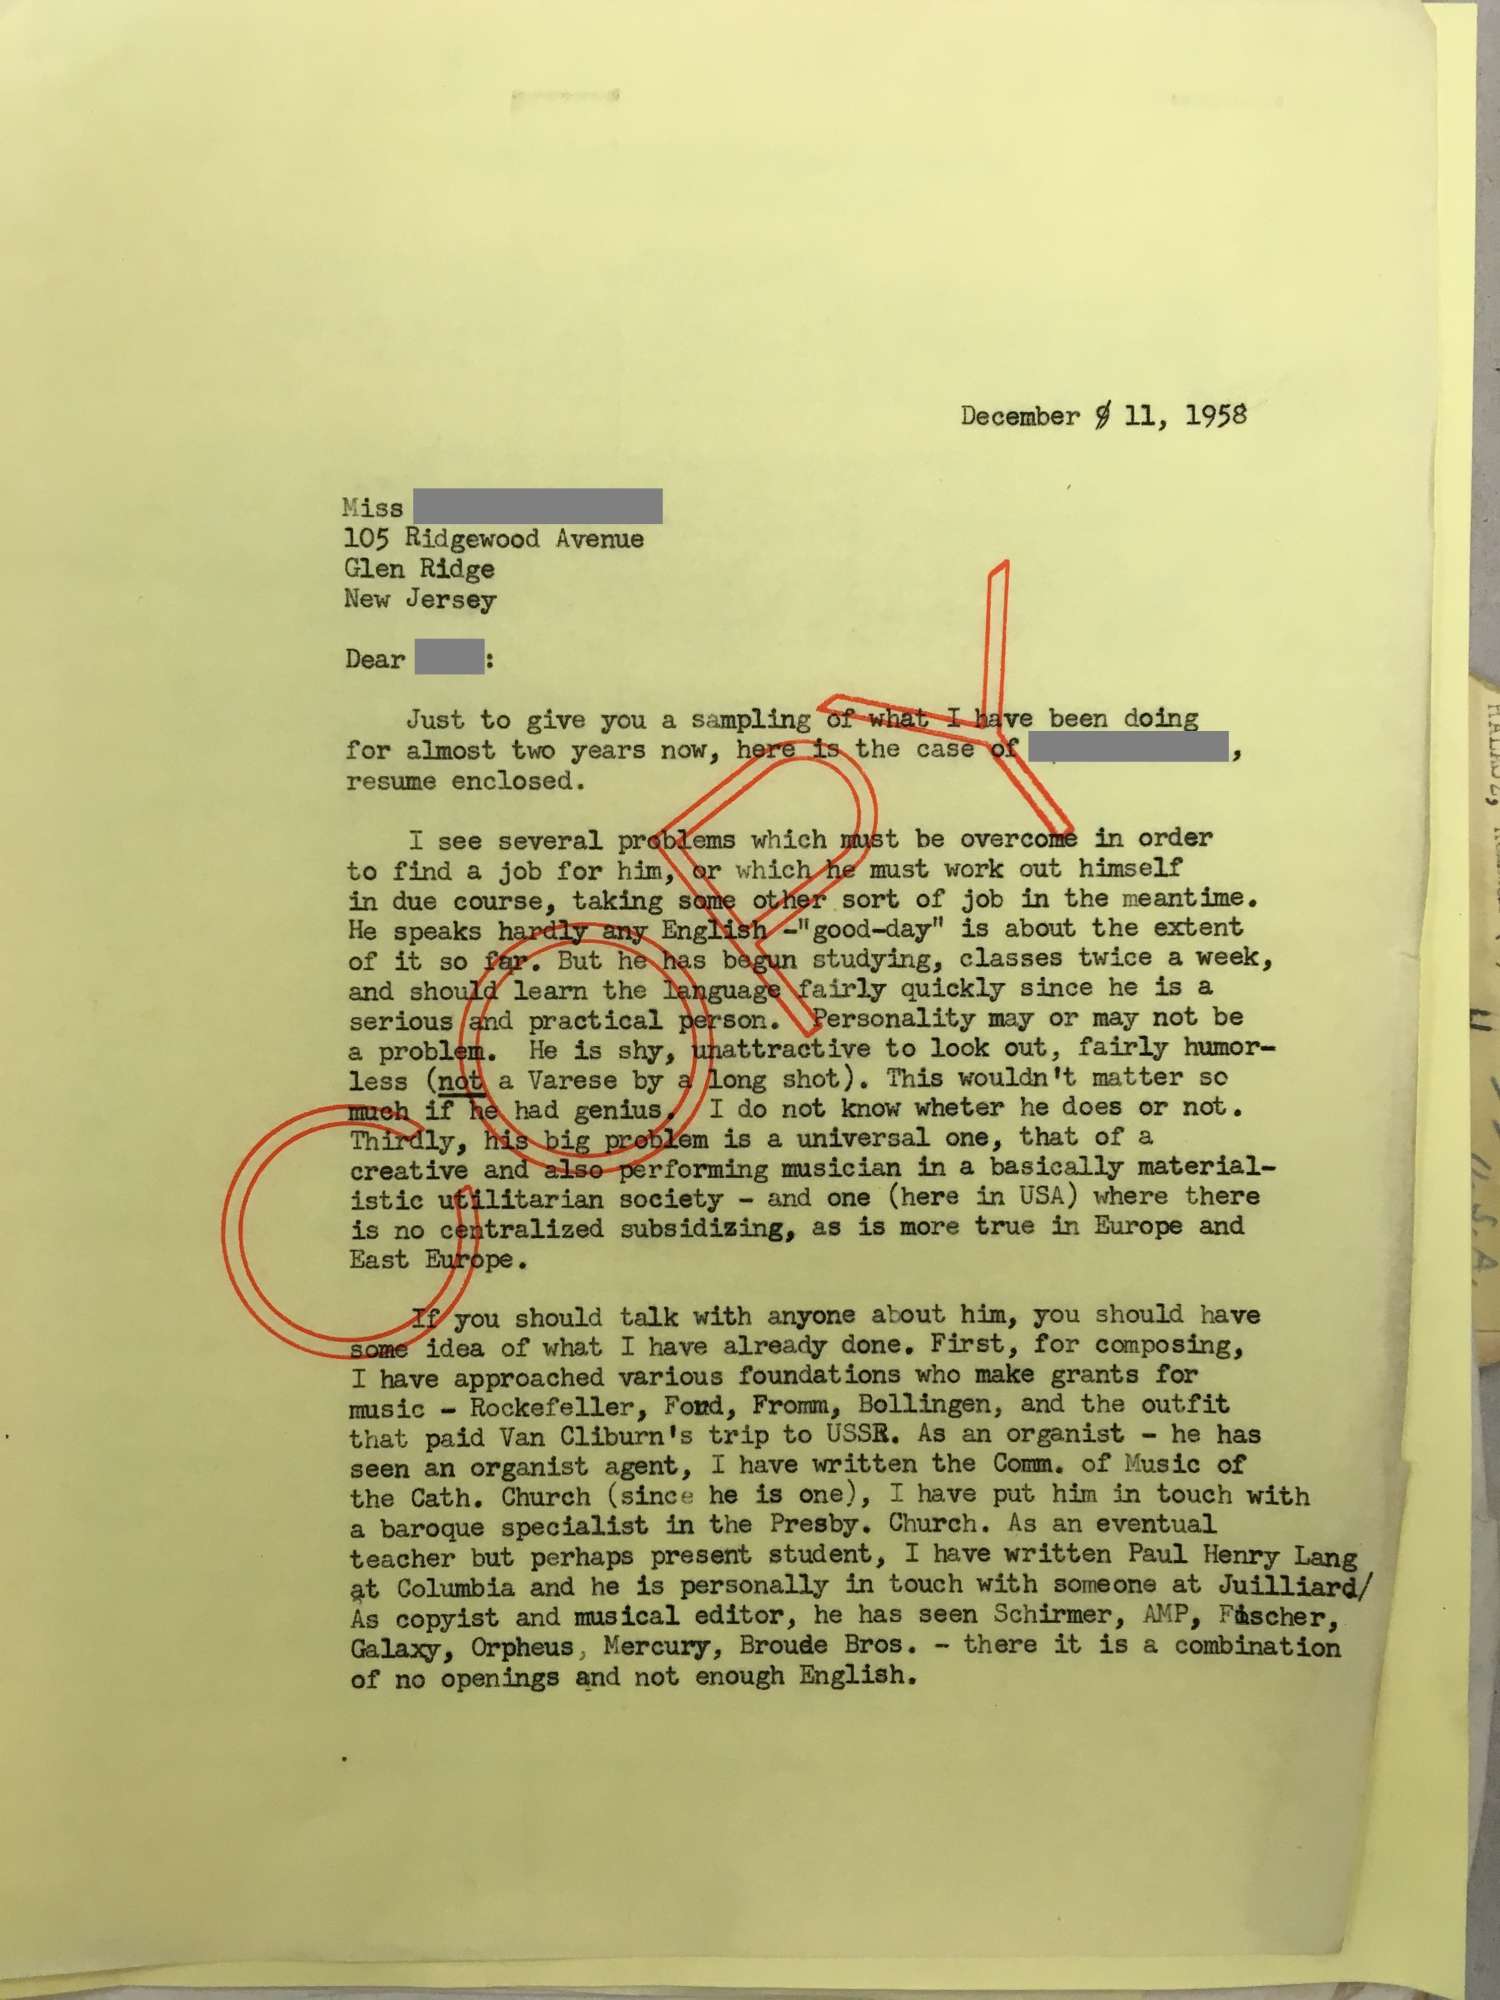 December 9 11, 1958
Miss
105 Ridgewood Avenue
Glen Ridge
New Jersey
Dear :
Just to give you a sampling of what I have been doing
for almost two years now, here is the case of ,
resume enclosed.
I see several problems which must be overcome in order
to find a job for him, or which he must work out himself
in due course, taking some other sort of job in the meantime.
He speaks hardly any English -"good-day" is about the extent
of it so far. But he has begun studying, classes twice a week,
and should learn the language fairly quickly since he is a
serious and practical person. Personality may or may not be
a problem. He is shy, unattractive to look out, fairly humor-
less (not a Varese by a long shot). This wouldn't matter so
much if he had genius. I do not know wheter he does or not.
Thirdly, his big problem is a universal one, that of a
creative and also performing musician in a basically material-
istic utilitarian society - and one (here in USA) where there
is no centralized subsidizing, as is more true in Europe and
East Europe.
If you should talk with anyone about him, you should have
some idea of what I have already done. First, for composing,
I have approached various foundations who make grants for
music - Rockefeller, Ford, Fromm, Bollingen, and the outfit
that paid Van Cliburn's trip to USSR. As an organist - he has
seen an organist agent, I have written the Comm. of Music of
the Cath. Church (since he is one), I have put him in touch with
a baroque specialist in the Presby. Church. As an eventual
teacher but perhaps present student, I have written Paul Henry Lang
at Columbia and he is personally in touch with someone at Juilliard/
As copyist and musical editor, he has seen Schirmer, AMP, Fischer,
Galaxy, Orpheus, Mercury, Broude Bros. - there it is a combination
of no openings and not enough English.
COPY
U.S.A.